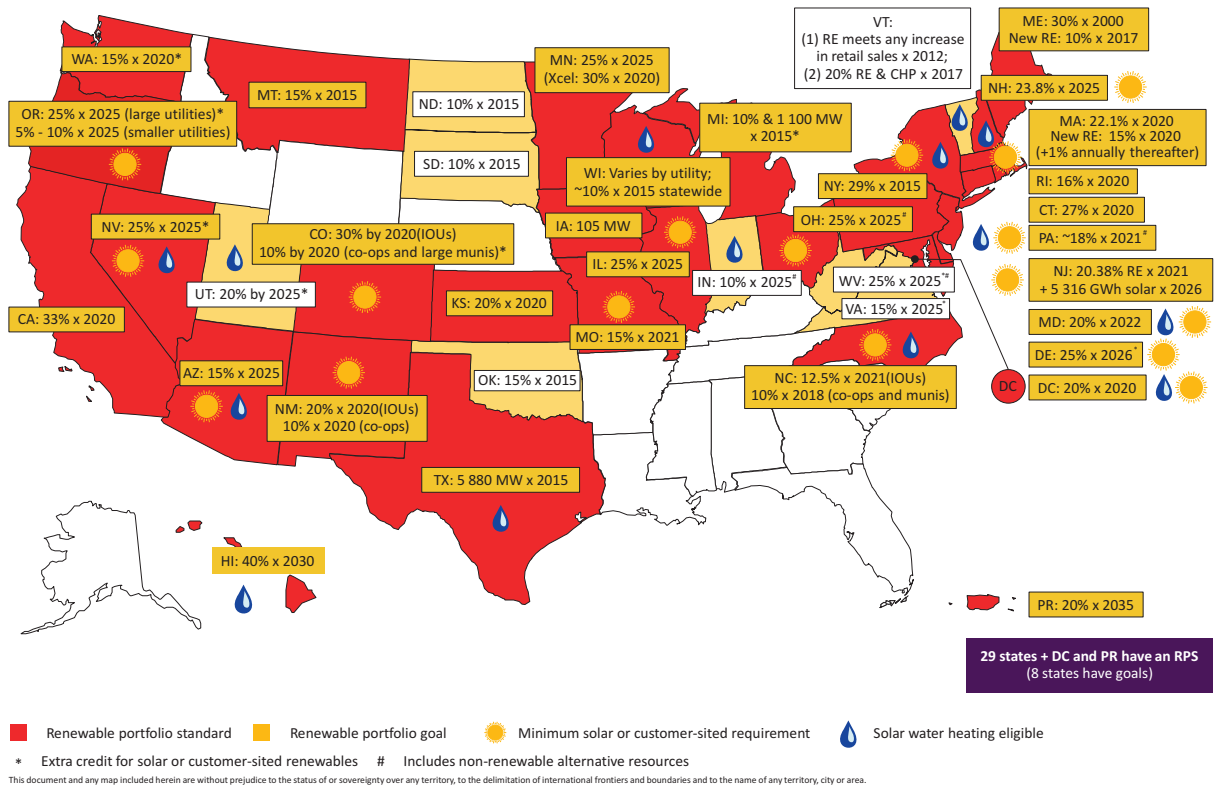 VT:
(1) RE meets any increase
in retail sales x 2012;
(2) 20% RE & CHP x 2017
ME: 30% x 2000
New RE: 10% x 2017
WA: 15% x 2020*
MN: 25% x 2025
(Xcel: 30% x 2020)
MT: 15% x 2015
ND: 10% x 2015
NH: 23.8% x 2025
OR: 25% x 2025 (large utilities)*
5% - 10% x 2025 (smaller utilities)
MI: 10% & 1 100 MW
x 2015*
MA: 22.1% x 2020
New RE: 15% x 2020
(+1% annually thereafter)
SD: 10% x 2015
WI: Varies by utility;
~10% x 2015 statewide
NY: 29% x 2015
RI: 16% x 2020
CT: 27% x 2020
NV: 25% x 2025*
CO: 30% by 2020(IOUs)
10% by 2020 (co-ops and large munis)*
IA: 105 MW
OH: 25% x 2025#
PA: ~18% x 2021#
IL: 25% x 2025
IN: 10% x 2025#
WV: 25% x 2025*#
NJ: 20.38% RE x 2021
+ 5 316 GWh solar x 2026
UT: 20% by 2025*
KS: 20% x 2020
VA: 15% x 2025*
CA: 33% x 2020
MO: 15% x 2021
MD: 20% x 2022
DE: 25% x 2026*
AZ: 15% x 2025
OK: 15% x 2015
NC: 12.5% x 2021(IOUs)
10% x 2018 (co-ops and munis)
DC
DC: 20% x 2020
NM: 20% x 2020(IOUs)
10% x 2020 (co-ops)
TX: 5 880 MW x 2015
HI: 40% x 2030
PR: 20% x 2035
29 states + DC and PR have an RPS
(8 states have goals)
Renewable portfolio standard
Renewable portfolio goal
Minimum solar or customer-sited requirement
Solar water heating eligible
* Extra credit for solar or customer-sited renewables
# Includes non-renewable alternative resources
This document and any map included herein are without prejudice to the status of or sovereignty over any territory, to the delimitation of international frontiers and boundaries and to the name of any territory, city or area.